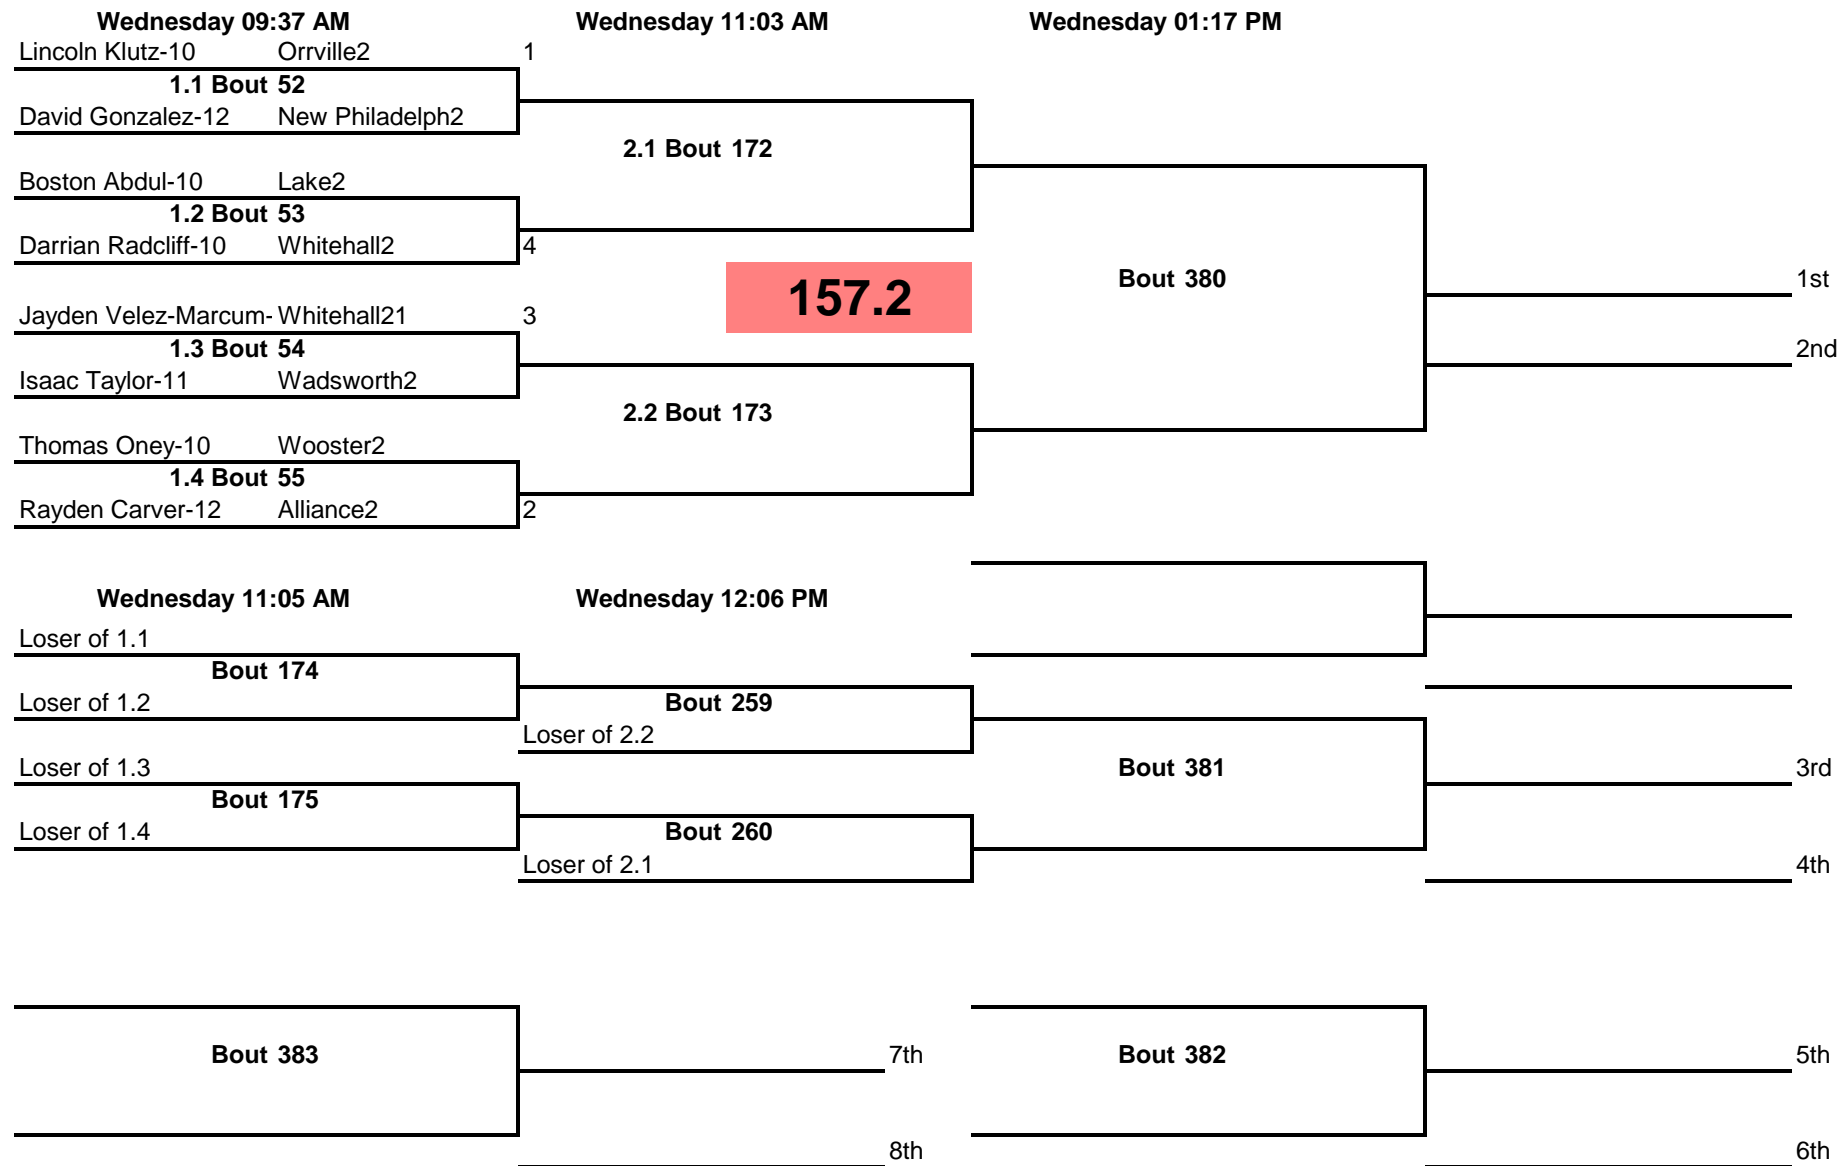 Wednesday 09:37 AM Wednesday 11:03 AM Wednesday 01:17 PM
Lincoln Klutz-10 Orrville2 1
1.1 Bout 52
David Gonzalez-12 New Philadelph2
2.1 Bout 172
Boston Abdul-10 Lake2
1.2 Bout 53
Darrian Radcliff-10 Whitehall2 4
157.2 Bout 380 1st
Jayden Velez-Marcum- Whitehall21 3
1.3 Bout 54 2nd
Isaac Taylor-11 Wadsworth2
2.2 Bout 173
Thomas Oney-10 Wooster2
1.4 Bout 55
Rayden Carver-12 Alliance2 2
Wednesday 11:05 AM Wednesday 12:06 PM
Loser of 1.1
Bout 174
Loser of 1.2 Bout 259
Loser of 2.2
Loser of 1.3 Bout 381 3rd
Bout 175
Loser of 1.4 Bout 260
Loser of 2.1 4th
Bout 383 7th Bout 382 5th
8th 6th